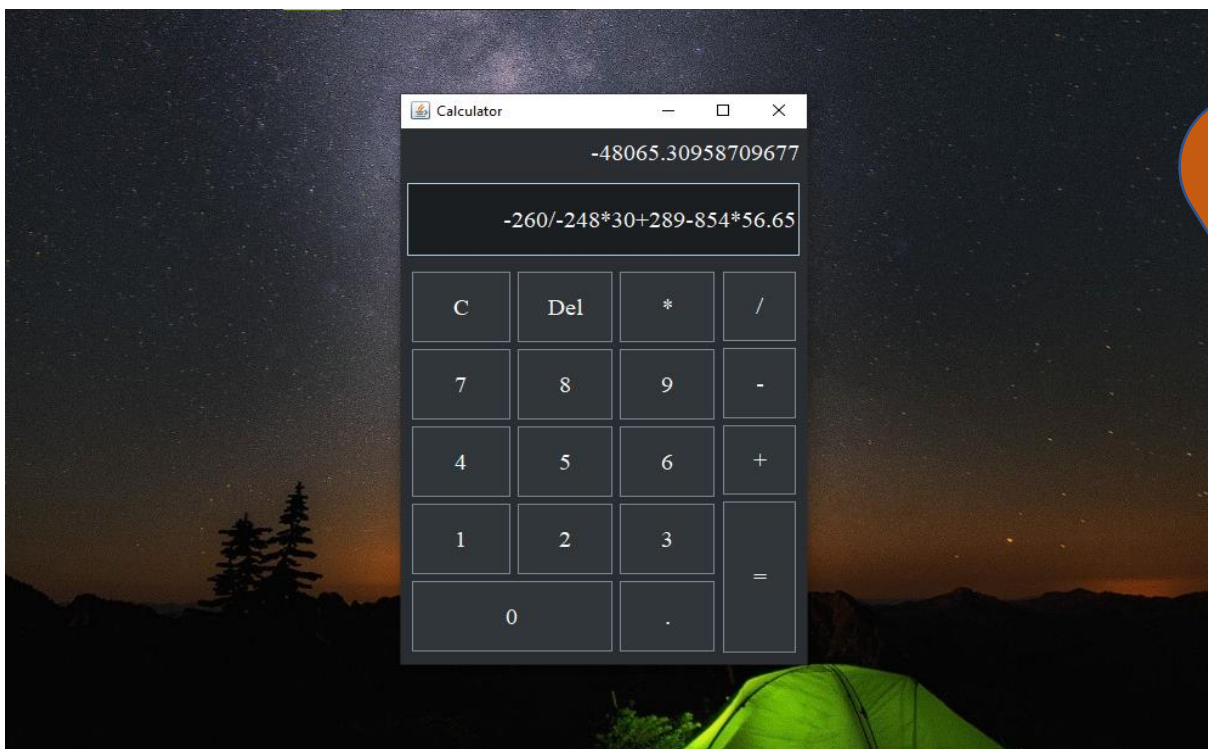 Calculator
-48065.30958709677
-260/-248*30+289-854*56.65
C Del * /
7 8 9 -
4 5 6 +
1 2 3
=
0 .